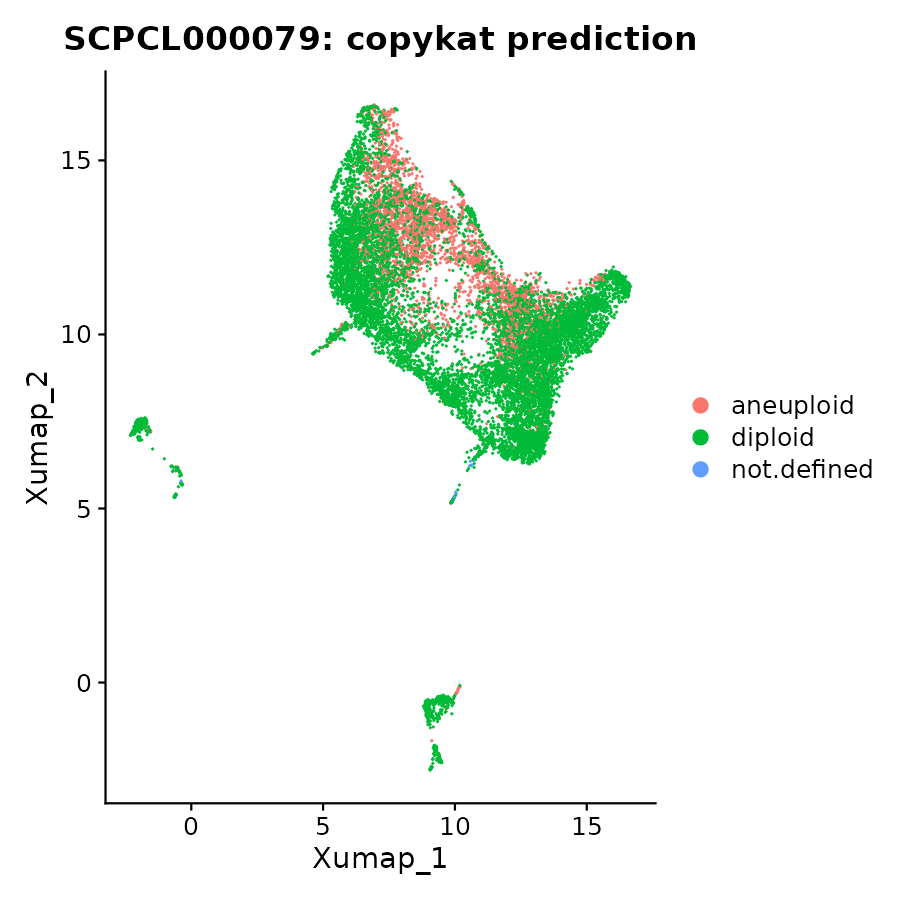 SCPCL000079: copykat prediction
Xumap_2
15
10
5
0
0
5
10
15
Xumap_1
aneuploid
diploid
not.defined